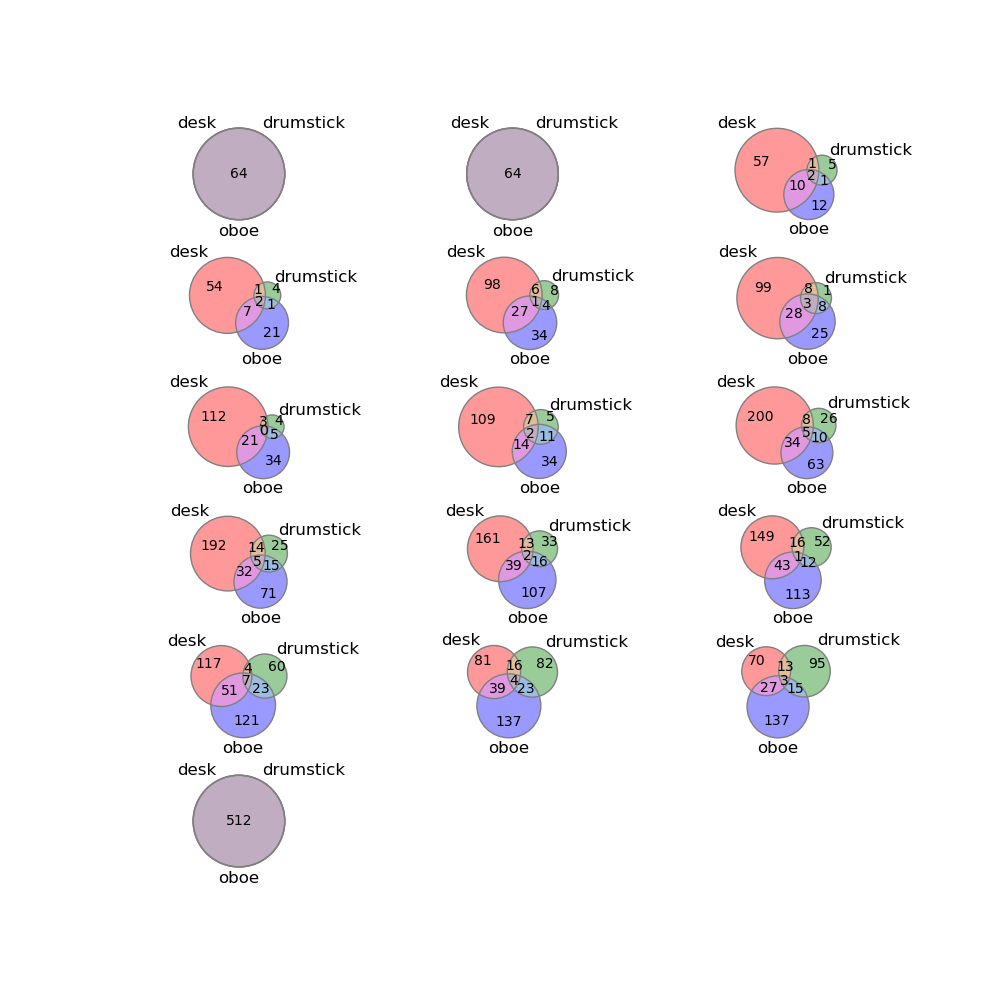 desk drumstick
64
oboe
desk drumstick
64
oboe
desk
drumstick
57 1 5
2 1
10
12
oboe
desk
drumstick
54 1 4
2 1
7
21
oboe
desk
drumstick
98 6 8
1 4
27
34
oboe
desk
drumstick
99 8 1
3 8
28
25
oboe
desk
drumstick
112 3 4
0 5
21
34
oboe
desk
drumstick
109 7 5
2 11
14
34
oboe
desk
drumstick
200 8 26
5 10
34
63
oboe
desk
drumstick
192 14 25
5 15
32
71
oboe
desk
drumstick
161 13 33
2 16
39
107
oboe
desk
drumstick
149 16 52
1 12
43
113
oboe
desk
drumstick
117 4 60
7 23
51
121
oboe
desk drumstick
81 16 82
4 23
39
137
oboe
desk drumstick
70 13 95
3 15
27
137
oboe
desk drumstick
512
oboe